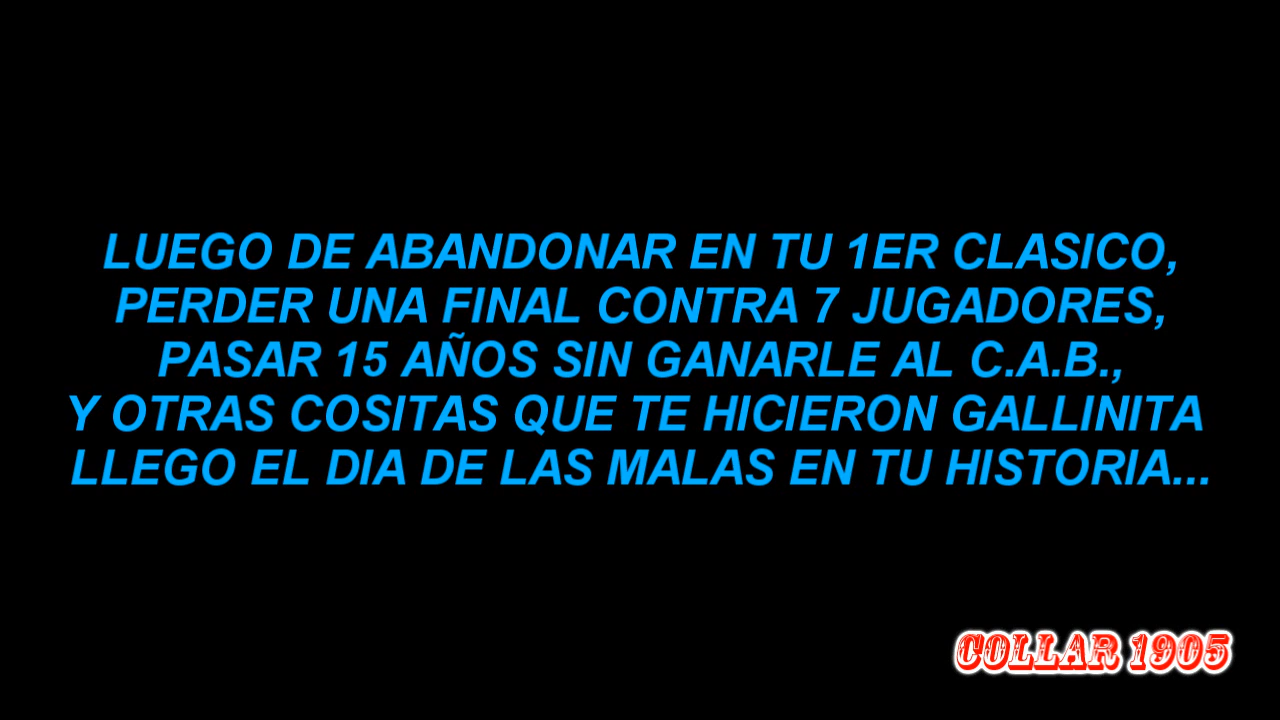 LUEGO DE ABANDONAR EN TU 1ER CLASICO,
PERDER UNA FINAL CONTRA 7 JUGADORES,
PASAR 15 AÑOS SIN GANARLE AL C.A.B.,
Y OTRAS COSITAS QUE TE HICIERON GALLINITA
LLEGO EL DIA DE LAS MALAS EN TU HISTORIA...
COLLAR 1905